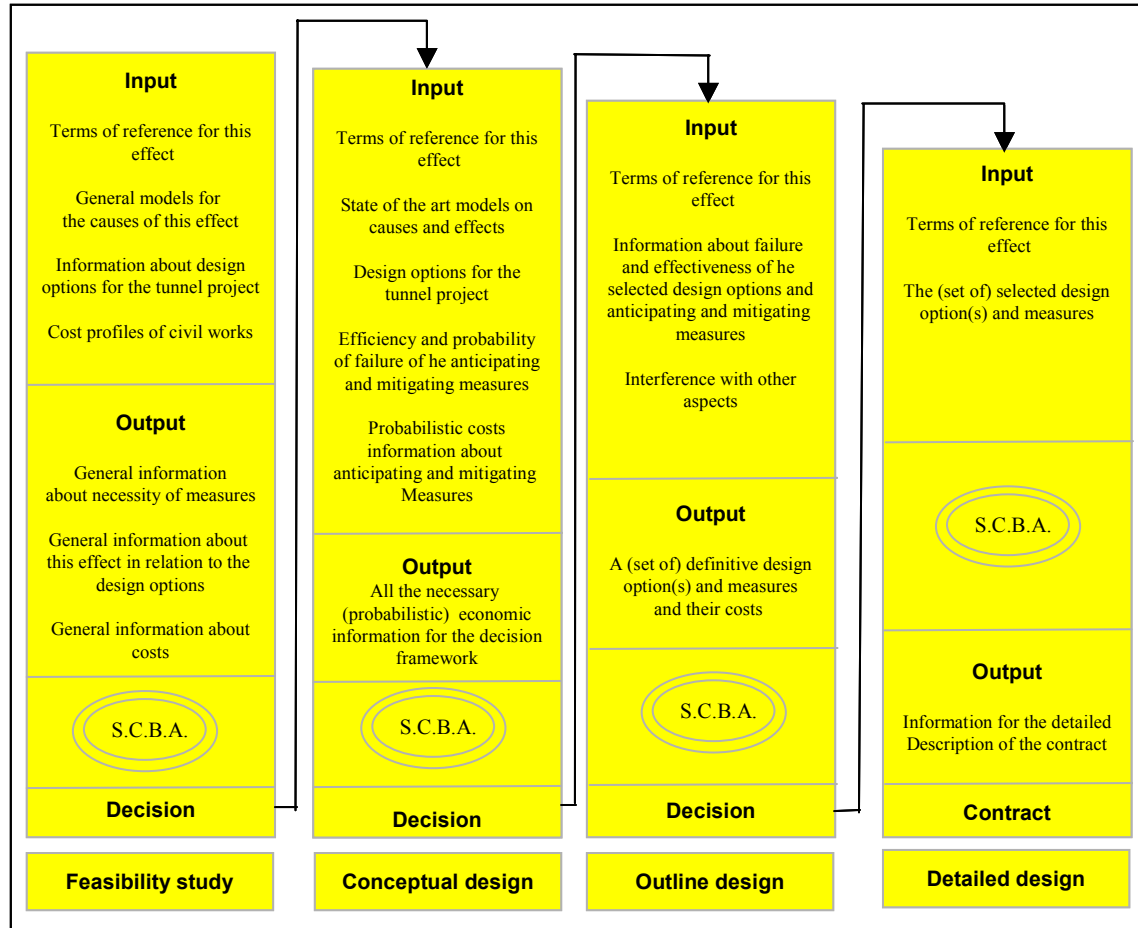 Input
Terms of reference for this
effect
General models for
the causes of this effect
Information about design
options for the tunnel project
Cost profiles of civil works
Output
General information
about necessity of measures
General information about
this effect in relation to the
design options
General information about
costs
S.C.B.A.
Decision
Feasibility study
Input
Terms of reference for this
effect
State of the art models on
causes and effects
Design options for the
tunnel project
Efficiency and probability
of failure of he anticipating
and mitigating measures
Probabilistic costs
information about
anticipating and mitigating
Measures
Output
All the necessary
(probabilistic) economic
information for the decision
framework
S.C.B.A.
Decision
Conceptual design
Input
Terms of reference for this
effect
Information about failure
and effectiveness of he
selected design options and
anticipating and mitigating
measures
Interference with other
aspects
Output
A (set of) definitive design
option(s) and measures
and their costs
S.C.B.A.
Decision
Outline design
Input
Terms of reference for this
effect
The (set of) selected design
option(s) and measures
S.C.B.A.
Output
Information for the detailed
Description of the contract
Contract
Detailed design